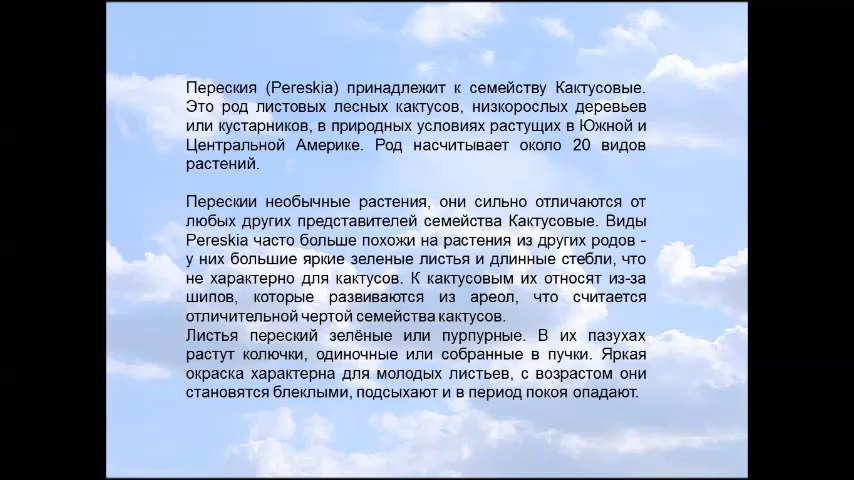 Переския (Pereskia) принадлежит к семейству Кактусовые.
Это род листовых лесных кактусов, низкорослых деревьев
или кустарников, в природных условиях растущих в Южной и
Центральной Америке. Род насчитывает около 20 видов
растений.
Перескии необычные растения, они сильно отличаются от
любых других представителей семейства Кактусовые. Виды
Pereskia часто больше похожи на растения из других родов -
у них большие яркие зеленые листья и длинные стебли, что
не характерно для кактусов. К кактусовым их относят из-за
шипов, которые развиваются из ареол, что считается
отличительной чертой семейства кактусов.
Листья переский зелёные или пурпурные. В их пазухах
растут колючки, одиночные или собранные в пучки. Яркая
окраска характерна для молодых листьев, с возрастом они
становятся блеклыми, подсыхают и в период покоя опадают.